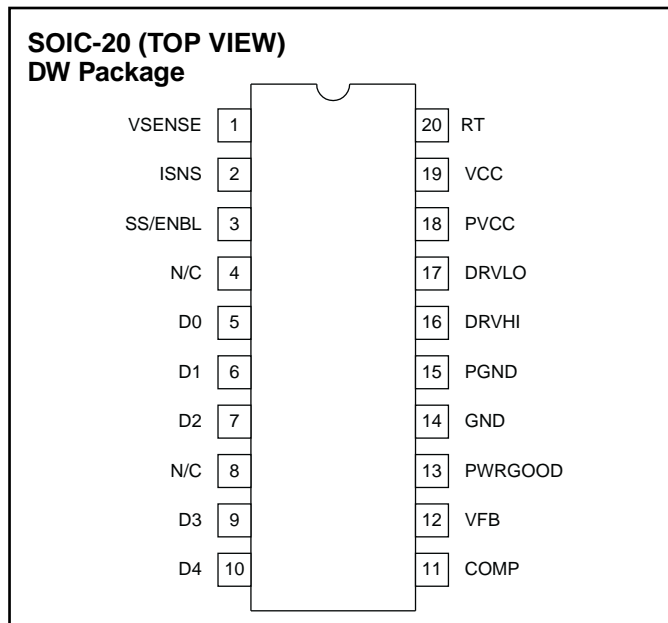 SOIC-20 (TOP VIEW)
DW Package
VSENSE 1 20 RT
ISNS 2 19 VCC
SS/ENBL 3 18 PVCC
N/C 4 17 DRVLO
D0 5 16 DRVHI
D1 6 15 PGND
D2 7 14 GND
N/C 8 13 PWRGOOD
D3 9 12 VFB
D4 10 11 COMP